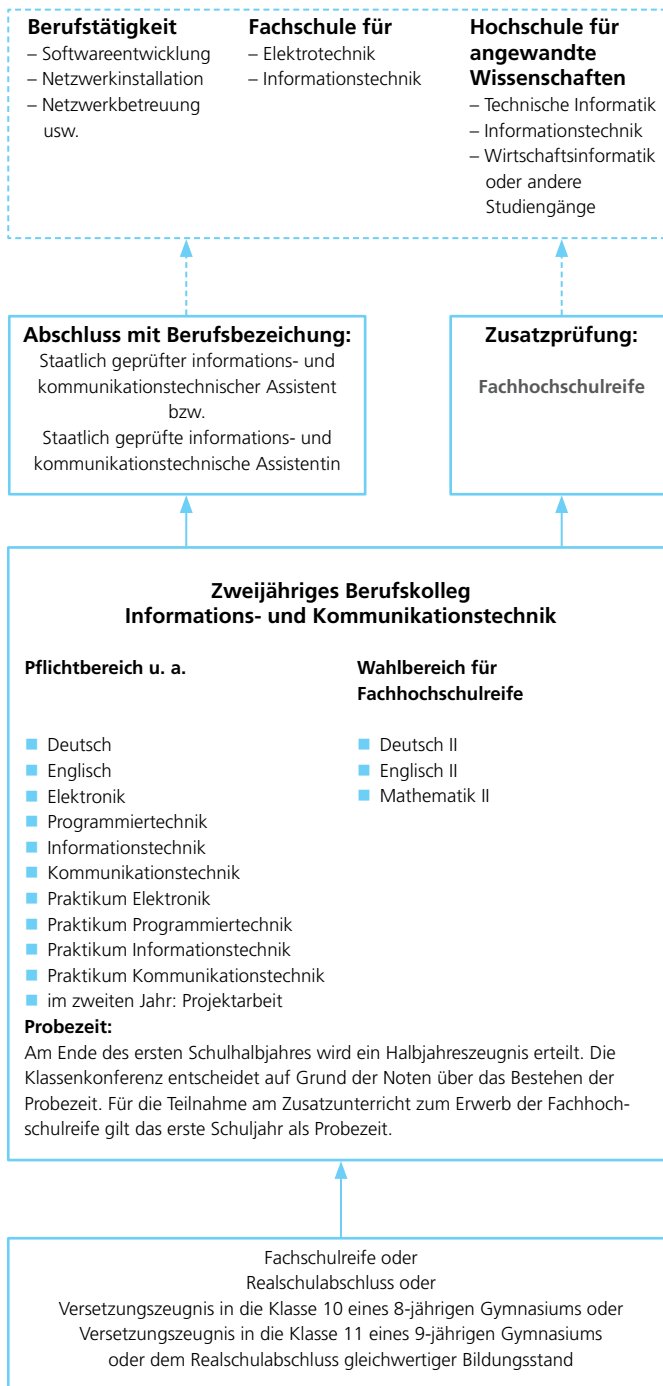 Berufstätigkeit
– Softwareentwicklung
– Netzwerkinstallation
– Netzwerkbetreuung
usw.
Fachschule für
– Elektrotechnik
– Informationstechnik
Hochschule für
angewandte
Wissenschaften
– Technische Informatik
– Informationstechnik
– Wirtschaftsinformatik
oder andere
Studiengänge
Abschluss mit Berufsbezeichung:
Staatlich geprüfter informations- und
kommunikationstechnischer Assistent
bzw.
Staatlich geprüfte informations- und
kommunikationstechnische Assistentin
Zusatzprüfung:
Fachhochschulreife
Zweijähriges Berufskolleg
Informations- und Kommunikationstechnik
Pflichtbereich u. a.
■ Deutsch
■ Englisch
■ Elektronik
■ Programmiertechnik
■ Informationstechnik
■ Kommunikationstechnik
■ Praktikum Elektronik
■ Praktikum Programmiertechnik
■ Praktikum Informationstechnik
■ Praktikum Kommunikationstechnik
■ im zweiten Jahr: Projektarbeit
Wahlbereich für
Fachhochschulreife
■ Deutsch II
■ Englisch II
■ Mathematik II
Probezeit:
Am Ende des ersten Schulhalbjahres wird ein Halbjahreszeugnis erteilt. Die
Klassenkonferenz entscheidet auf Grund der Noten über das Bestehen der
Probezeit. Für die Teilnahme am Zusatzunterricht zum Erwerb der Fachhoch-
schulreife gilt das erste Schuljahr als Probezeit.
Fachschulreife oder
Realschulabschluss oder
Versetzungszeugnis in die Klasse 10 eines 8-jährigen Gymnasiums oder
Versetzungszeugnis in die Klasse 11 eines 9-jährigen Gymnasiums
oder dem Realschulabschluss gleichwertiger Bildungsstand